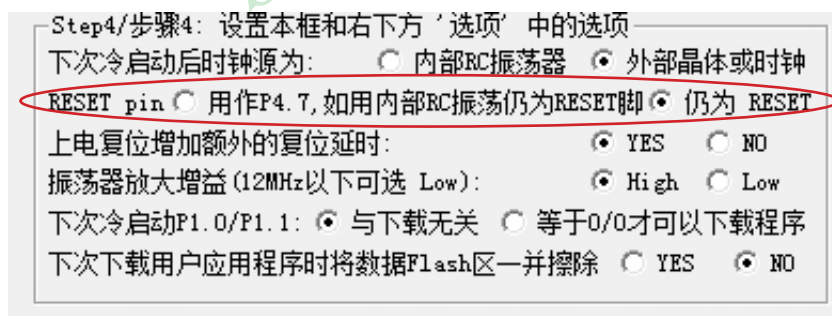 Step4/步骤4: 设置本框和右下方 '选项' 中的选项
下次冷启动后时钟源为: 内部RC振荡器 外部晶体或时钟
RESET pin 用作P4.7,如用内部RC振荡仍为RESET脚 仍为 RESET
上电复位增加额外的复位延时: YES NO
振荡器放大增益(12MHz以下可选 Low): High Low
下次冷启动P1.0/P1.1: 与下载无关 等于0/0才可以下载程序
下次下载用户应用程序时将数据Flash区一并擦除 YES NO